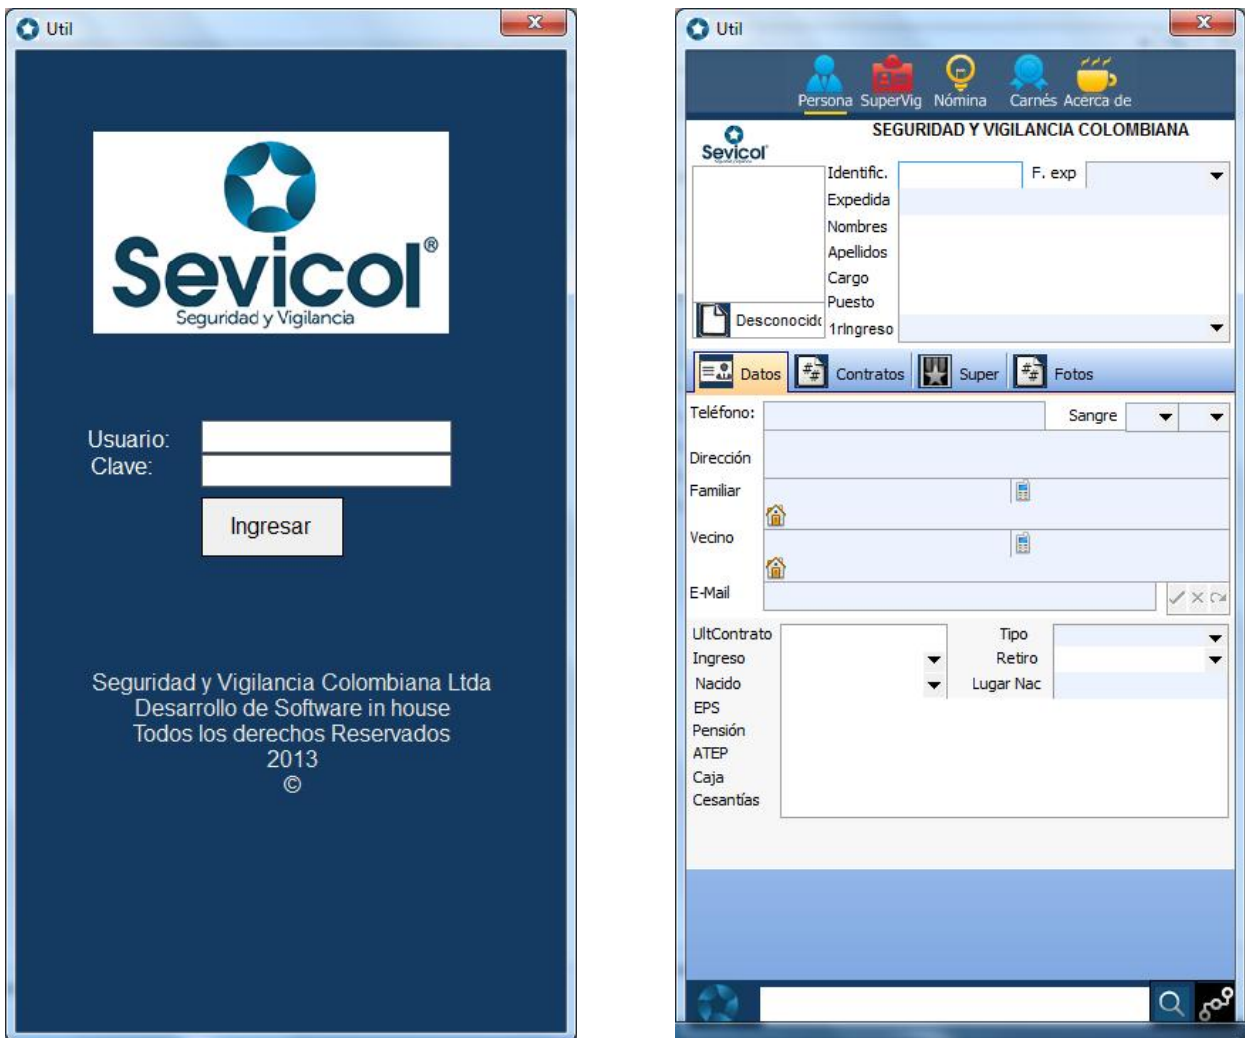 Util
Sevicol®
Seguridad y Vigilancia
Usuario:
Clave:
Ingresar
Seguridad y Vigilancia Colombiana Ltda
Desarrollo de Software in house
Todos los derechos Reservados
2013
©
Util
Persona SuperVig Nómina Carnés Acerca de
Sevicol
SEGURIDAD Y VIGILANCIA COLOMBIANA
Identific. F. exp
Expedida
Nombres
Apellidos
Cargo
Puesto
Desconocido
1rIngreso
Datos Contratos Super Fotos
Teléfono: Sangre
Dirección
Familiar
Vecino
E-Mail
UltContrato Tipo
Ingreso Retiro
Nacido Lugar Nac
EPS
Pensión
ATEP
Caja
Cesantías